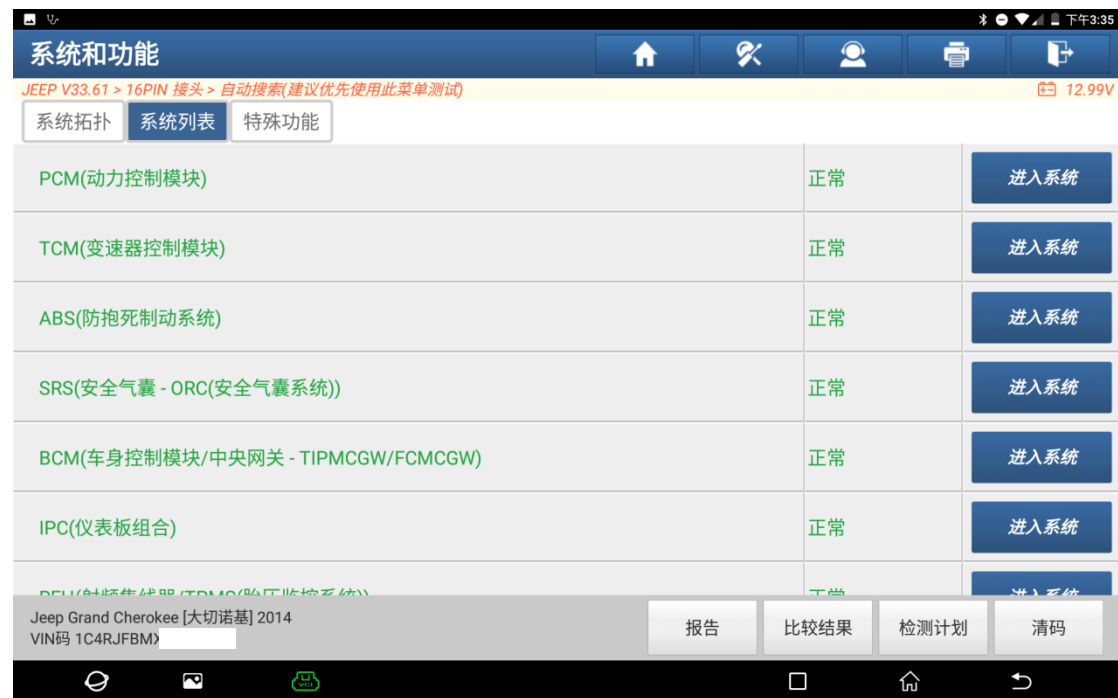 下午3:35
系统和功能
JEEP V33.61 > 16PIN 接头 > 自动搜索(建议优先使用此菜单测试)
12.99V
系统拓扑 系统列表 特殊功能
PCM(动力控制模块) 正常 进入系统
TCM(变速器控制模块) 正常 进入系统
ABS(防抱死制动系统) 正常 进入系统
SRS(安全气囊 - ORC(安全气囊系统)) 正常 进入系统
BCM(车身控制模块/中央网关 - TIPMCGW/FCMCGW) 正常 进入系统
IPC(仪表板组合) 正常 进入系统
Jeep Grand Cherokee [大切诺基] 2014
VIN码 1C4RJFBM
报告 比较结果 检测计划 清码
VCI